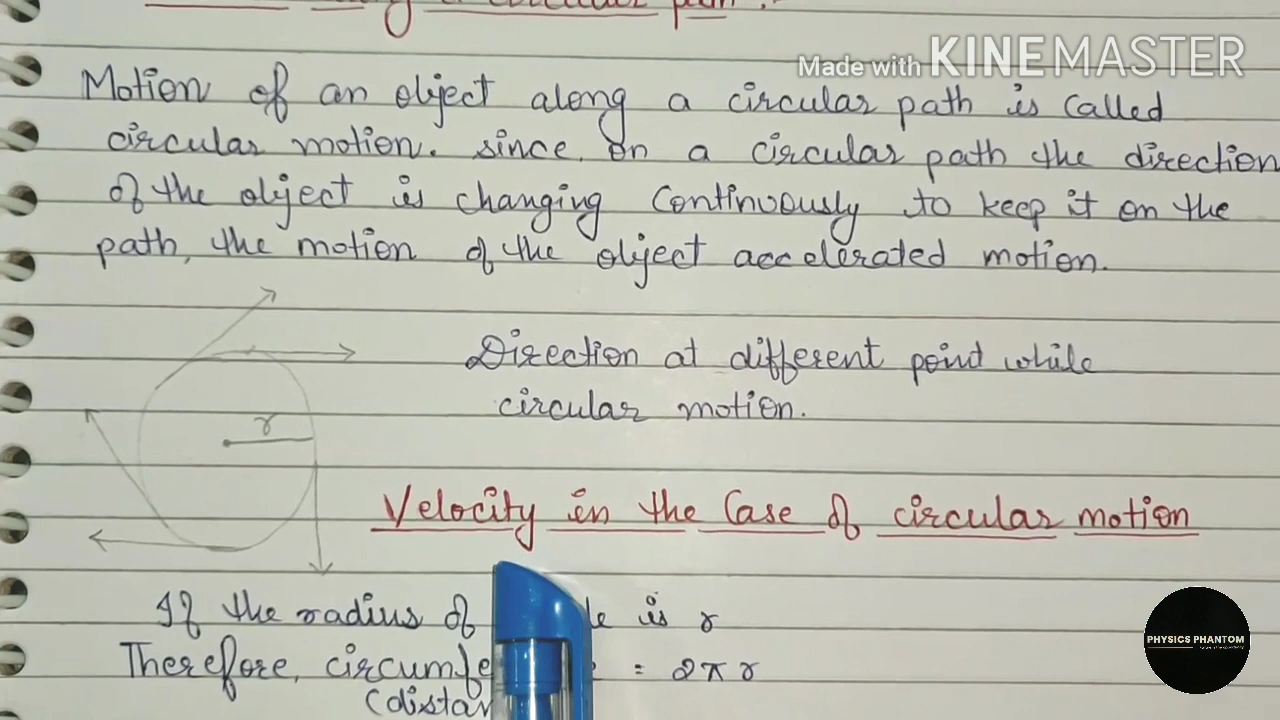 circular path :-
Made with KINEMASTER
Motion of an object along a circular path is called
circular motion. since on a circular path the direction
of the object is changing continuously to keep it on the
path, the motion of the object accelerated motion.
Direction at different point while
circular motion.
r
Velocity in the case of circular motion
If the radius of is r
Therefore, = 2πr
PHYSICS PHANTOM